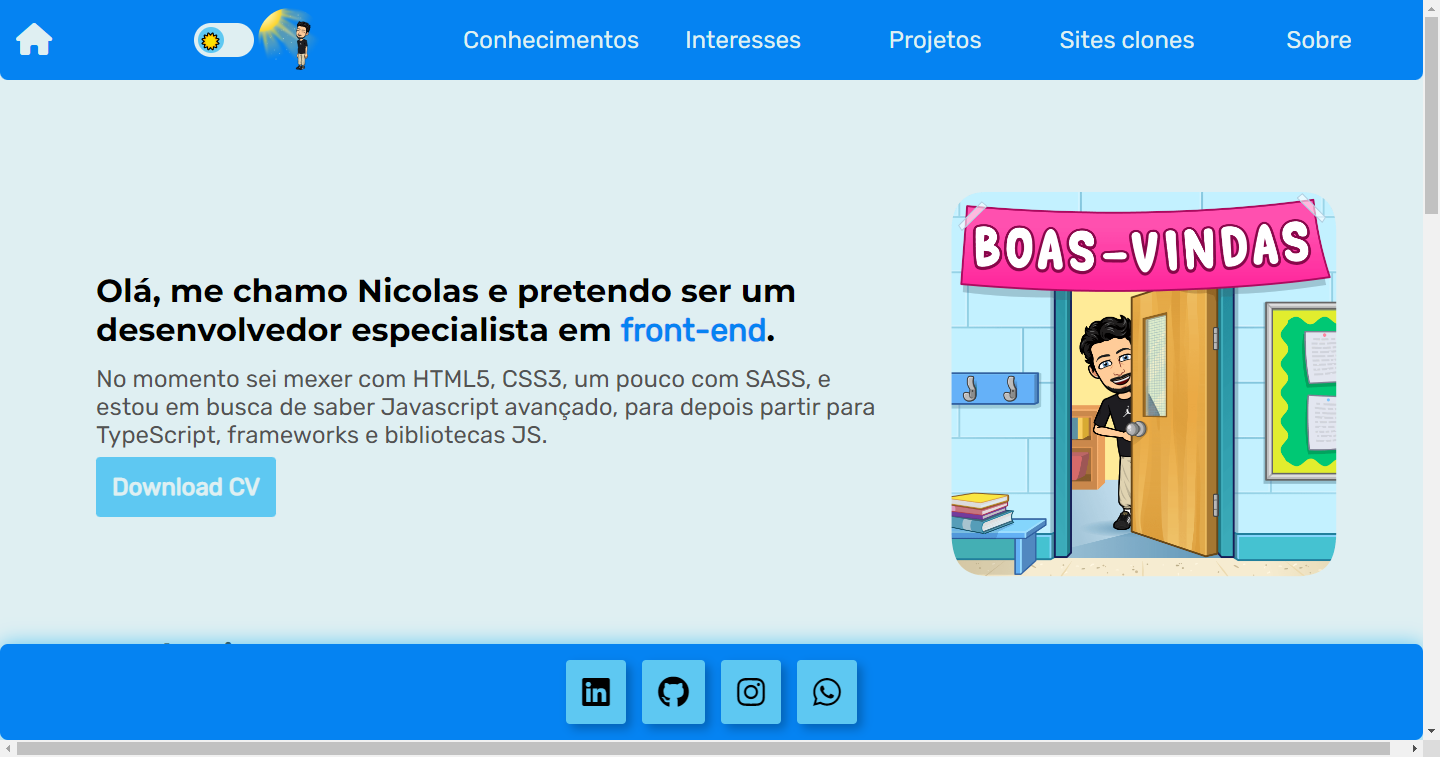 Conhecimentos
Interesses
Projetos
Sites clones
Sobre
Olá, me chamo Nicolas e pretendo ser um
desenvolvedor especialista em front-end.
No momento sei mexer com HTML5, CSS3, um pouco com SASS, e
estou em busca de saber Javascript avançado, para depois partir para
TypeScript, frameworks e bibliotecas JS.
Download CV
BOAS-VINDAS
in